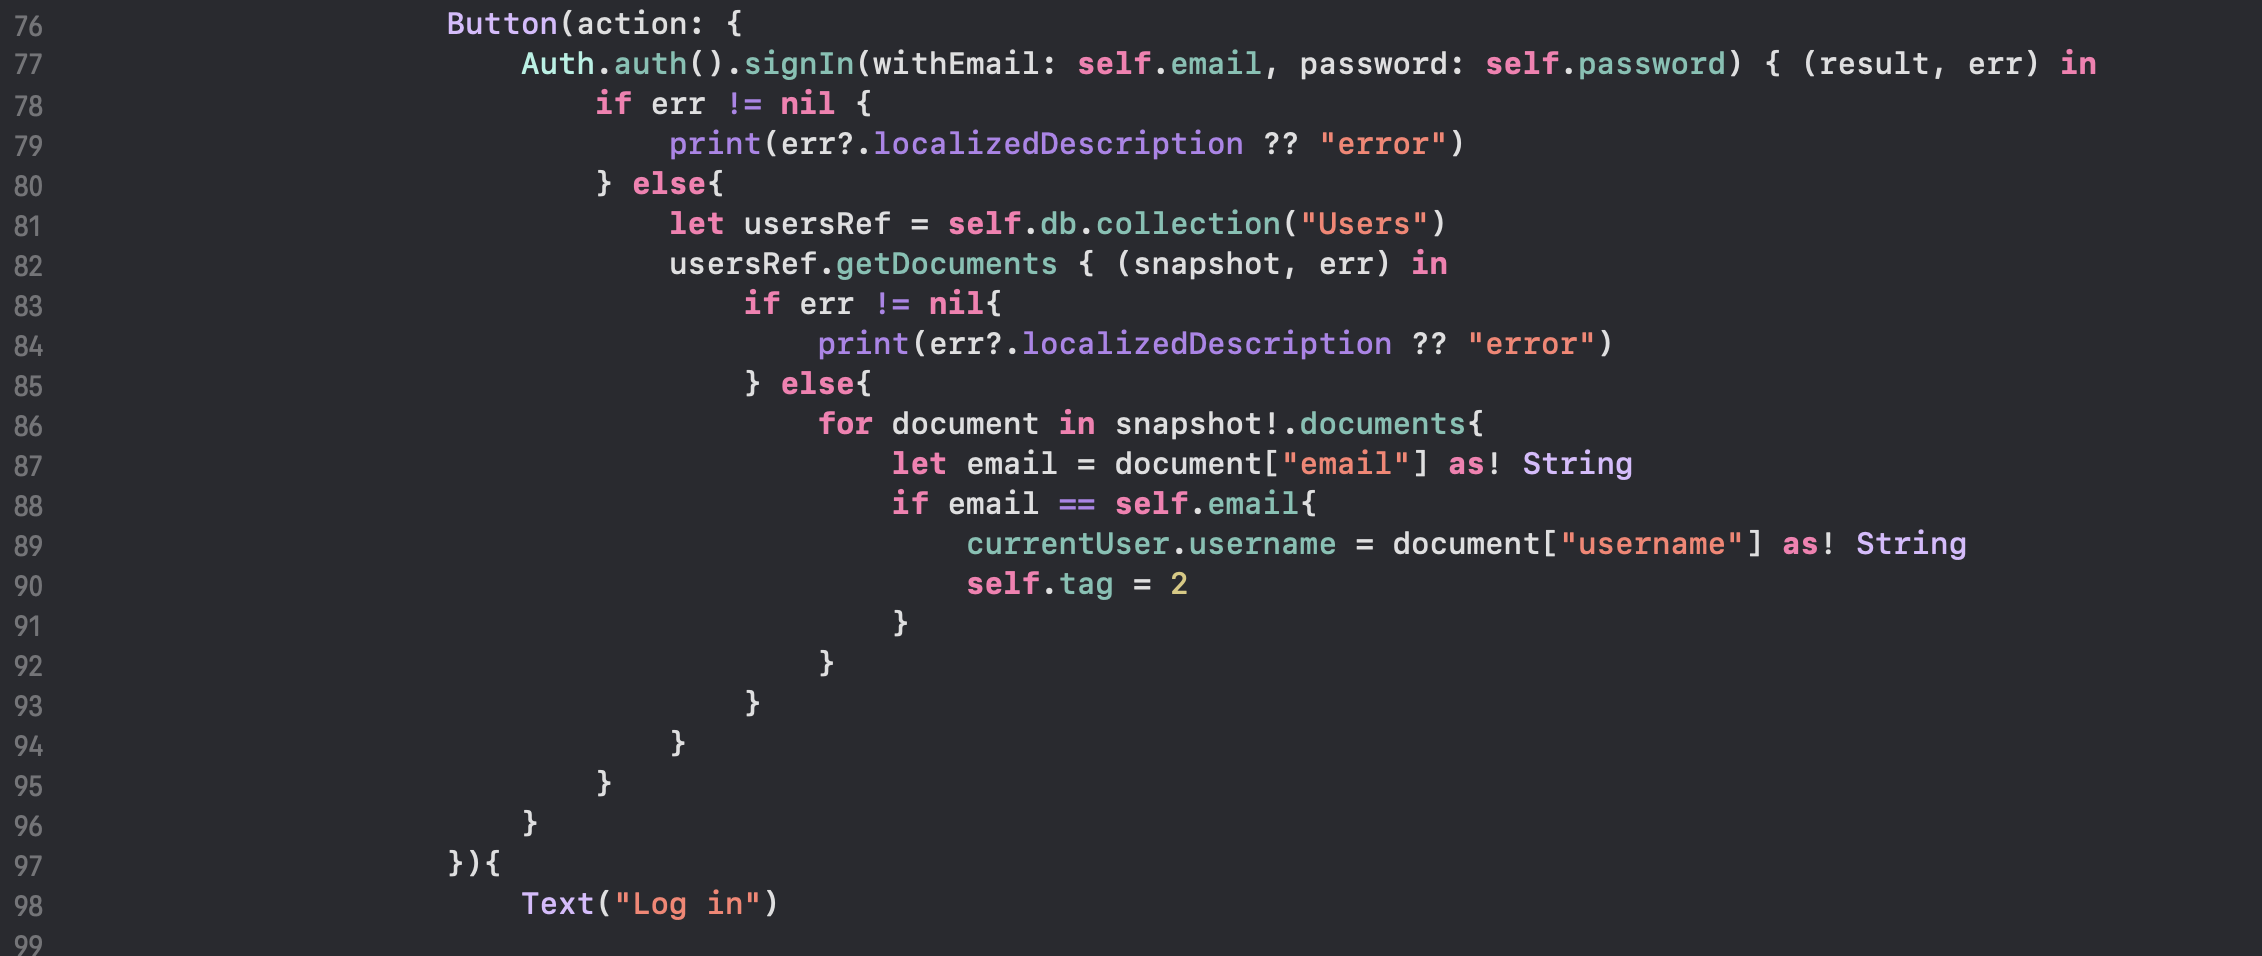 76 Button(action: {
77 Auth.auth().signIn(withEmail: self.email, password: self.password) { (result, err) in
78 if err != nil {
79 print(err?.localizedDescription ?? "error")
80 } else{
81 let usersRef = self.db.collection("Users")
82 usersRef.getDocuments { (snapshot, err) in
83 if err != nil{
84 print(err?.localizedDescription ?? "error")
85 } else{
86 for document in snapshot!.documents{
87 let email = document["email"] as! String
88 if email == self.email{
89 currentUser.username = document["username"] as! String
90 self.tag = 2
91 }
92 }
93 }
94 }
95 }
96 }
97 }){
98 Text("Log in")
99